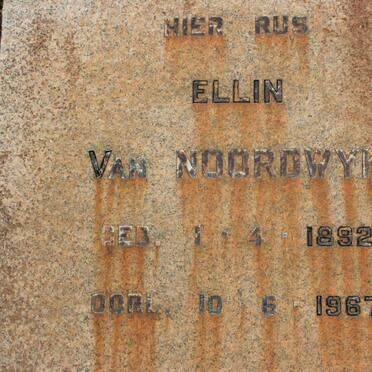 HIER RUS
ELLIN
VAN NOORDWYK
GEB. 1 · 4 · 1892
OORL. 10 · 6 · 1967